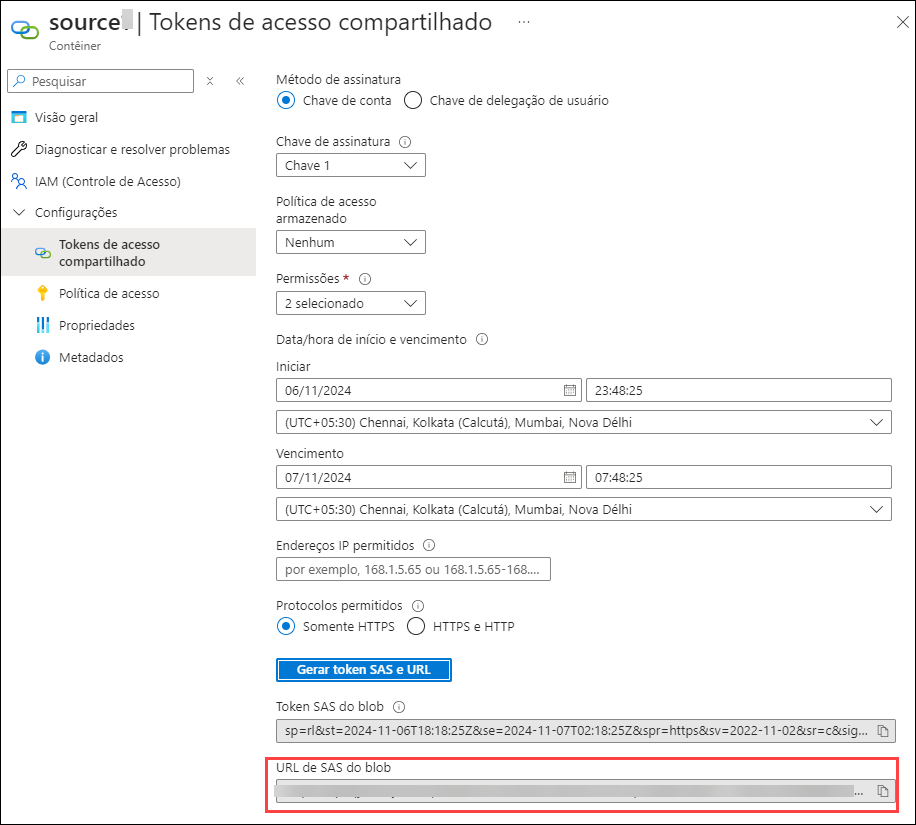 source | Tokens de acesso compartilhado ...
Contêiner
Pesquisar
Visão geral
Diagnosticar e resolver problemas
IAM (Controle de Acesso)
Configurações
Tokens de acesso
compartilhado
Política de acesso
Propriedades
Metadados
Método de assinatura
Chave de conta
Chave de delegação de usuário
Chave de assinatura
Chave 1
Política de acesso
armazenado
Nenhum
Permissões *
2 selecionado
Data/hora de início e vencimento
Iniciar
06/11/2024
23:48:25
(UTC+05:30) Chennai, Kolkata (Calcutá), Mumbai, Nova Délhi
Vencimento
07/11/2024
07:48:25
(UTC+05:30) Chennai, Kolkata (Calcutá), Mumbai, Nova Délhi
Endereços IP permitidos
por exemplo, 168.1.5.65 ou 168.1.5.65-168....
Protocolos permitidos
Somente HTTPS
HTTPS e HTTP
Gerar token SAS e URL
Token SAS do blob
sp=rl&st=2024-11-06T18:18:25Z&se=2024-11-07T02:18:25Z&spr=https&sv=2022-11-02&sr=c&sig...
URL de SAS do blob
...